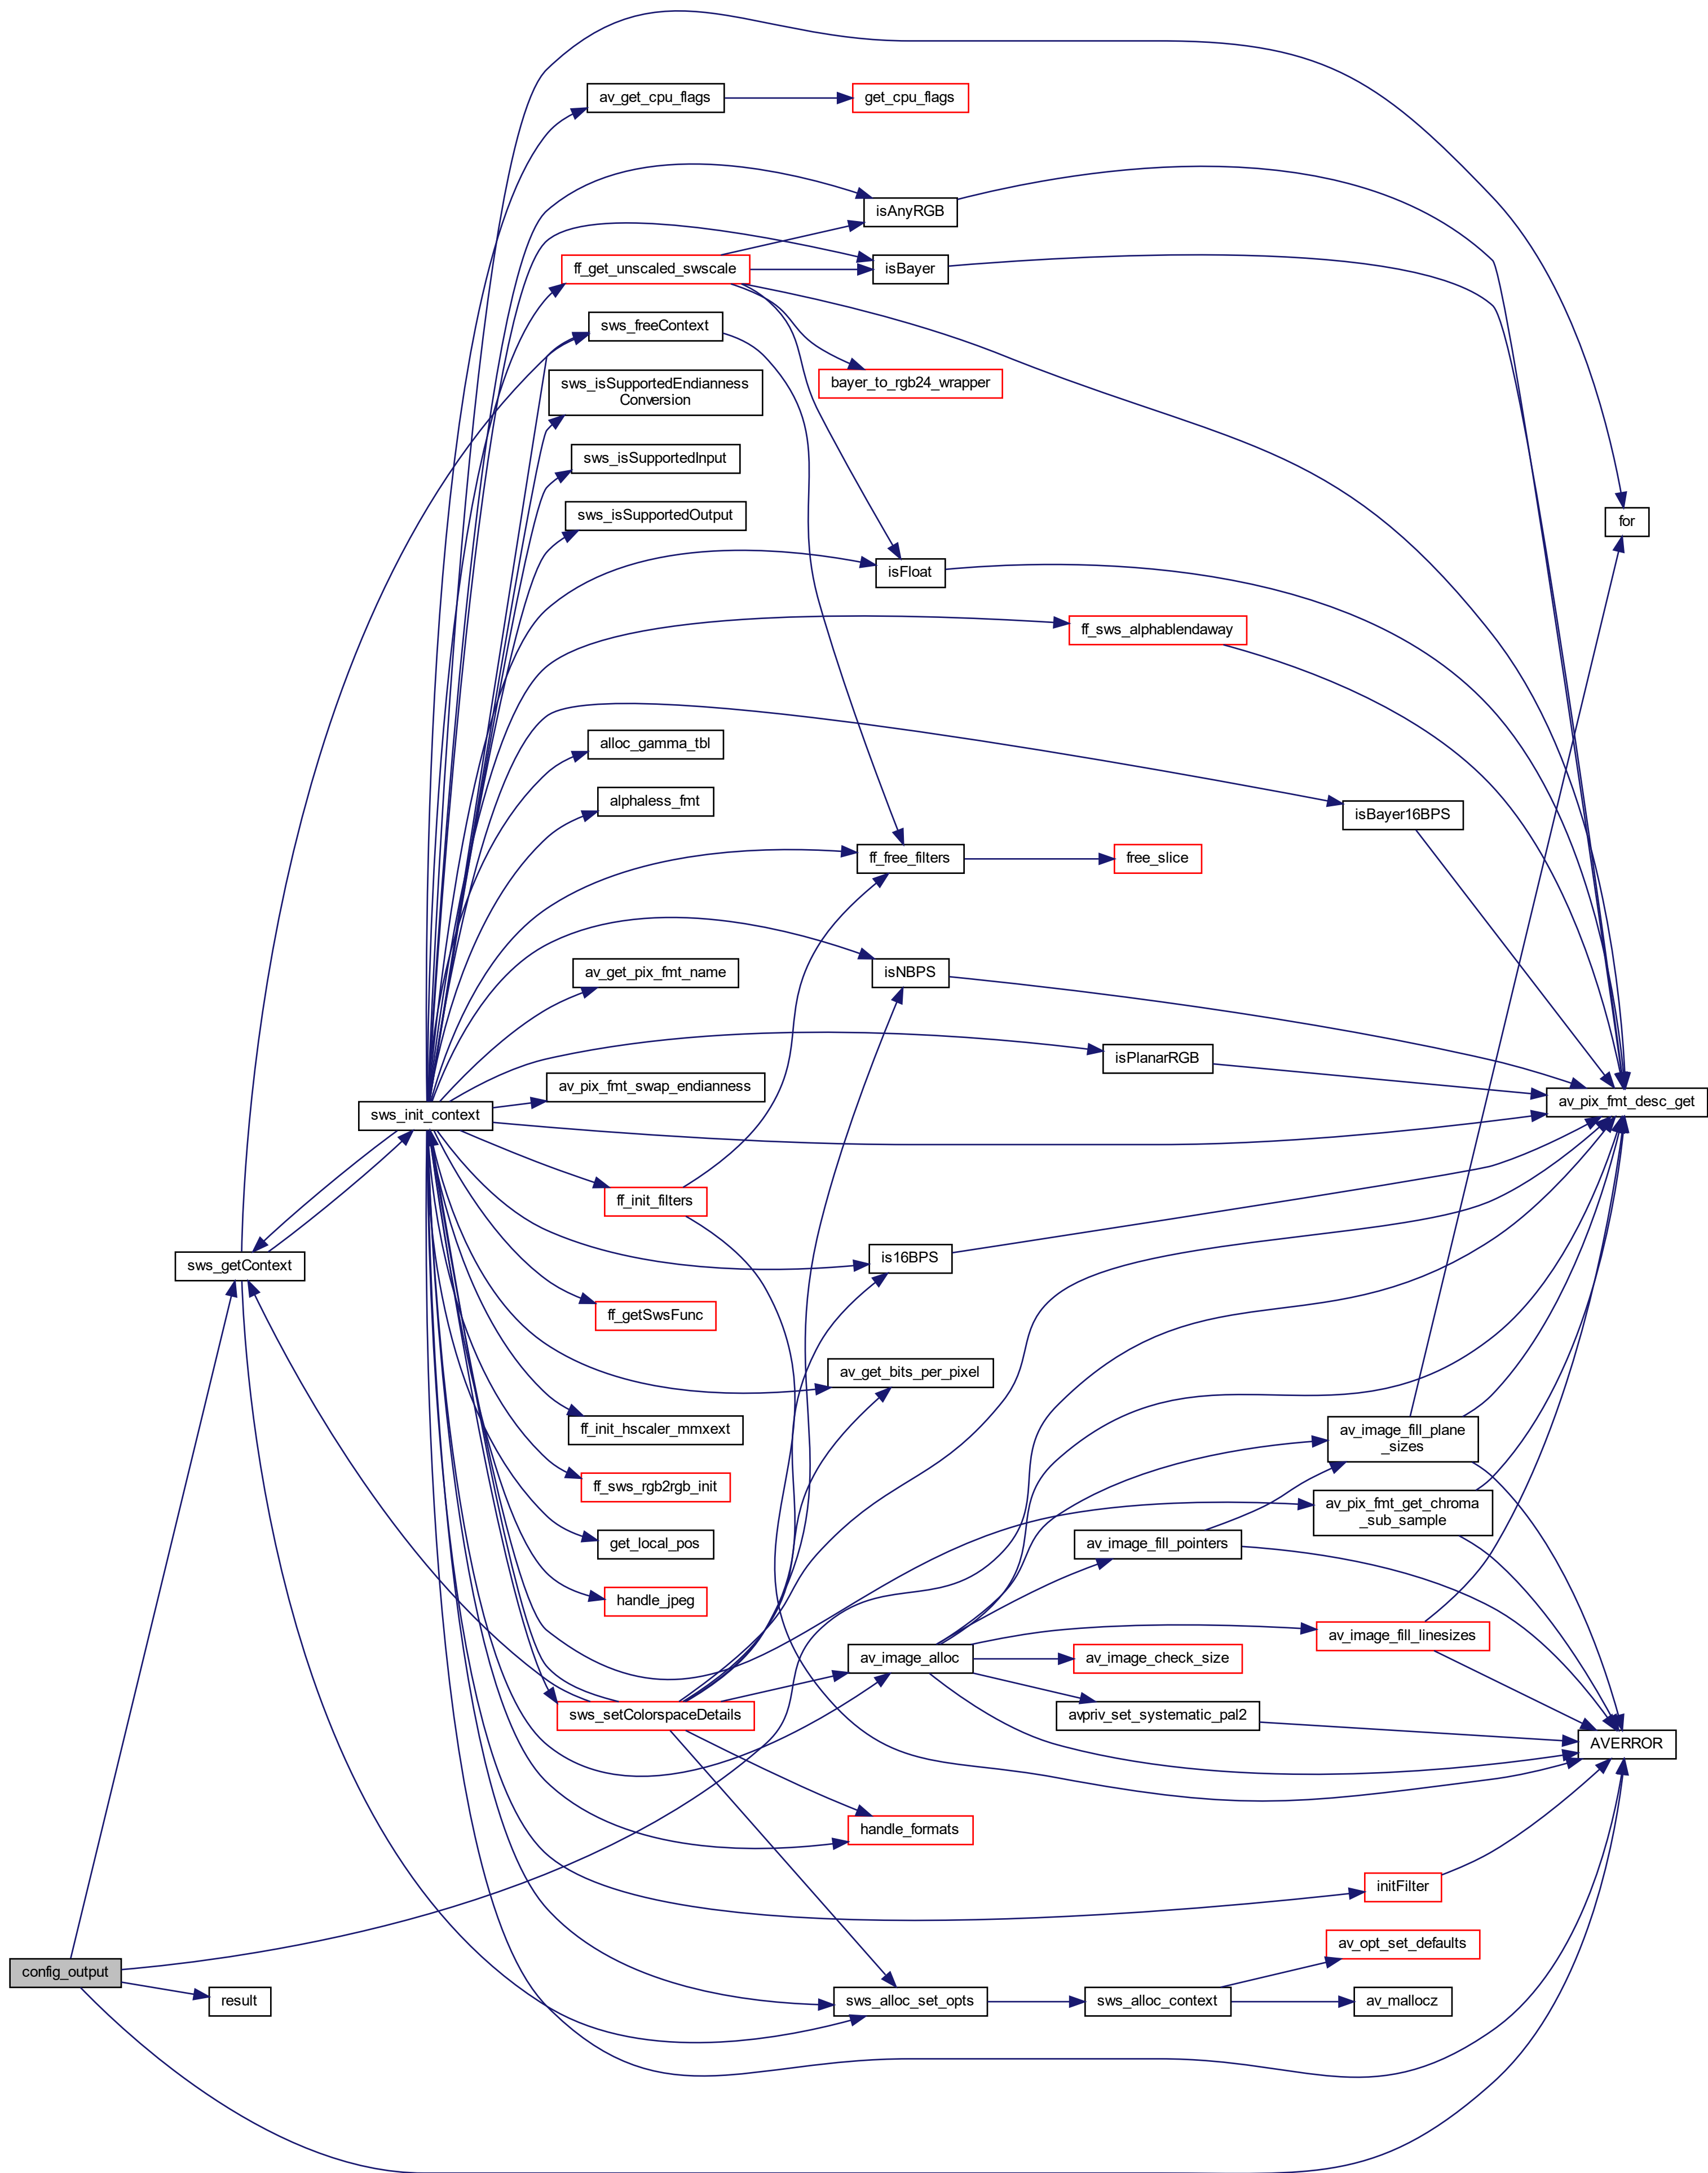 av_get_cpu_flags
get_cpu_flags
isAnyRGB
ff_get_unscaled_swscale
isBayer
sws_freeContext
bayer_to_rgb24_wrapper
sws_isSupportedEndianness
Conversion
sws_isSupportedInput
sws_isSupportedOutput
for
isFloat
ff_sws_alphablendaway
alloc_gamma_tbl
alphaless_fmt
isBayer16BPS
ff_free_filters
free_slice
av_get_pix_fmt_name
isNBPS
isPlanarRGB
av_pix_fmt_swap_endianness
sws_init_context
av_pix_fmt_desc_get
ff_init_filters
sws_getContext
is16BPS
ff_getSwsFunc
av_get_bits_per_pixel
ff_init_hscaler_mmxext
av_image_fill_plane
_sizes
ff_sws_rgb2rgb_init
av_pix_fmt_get_chroma
_sub_sample
get_local_pos
av_image_fill_pointers
handle_jpeg
av_image_fill_linesizes
av_image_alloc
av_image_check_size
sws_setColorspaceDetails
avpriv_set_systematic_pal2
AVERROR
handle_formats
initFilter
av_opt_set_defaults
config_output
result
sws_alloc_set_opts
sws_alloc_context
av_mallocz